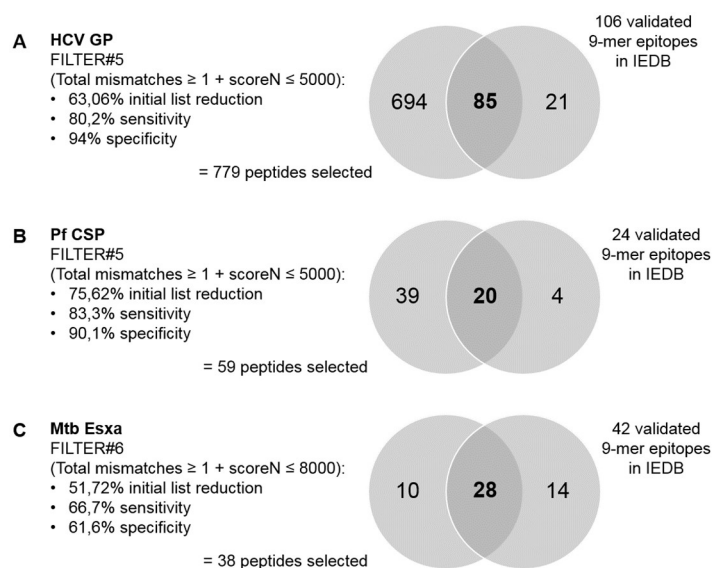 A HCV GP
FILTER#5
(Total mismatches ≥ 1 + scoreN ≤ 5000):
• 63,06% initial list reduction
• 80,2% sensitivity
• 94% specificity
= 779 peptides selected
694
85
21
106 validated
9-mer epitopes
in IEDB
B Pf CSP
FILTER#5
(Total mismatches ≥ 1 + scoreN ≤ 5000):
• 75,62% initial list reduction
• 83,3% sensitivity
• 90,1% specificity
= 59 peptides selected
39
20
4
24 validated
9-mer epitopes
in IEDB
C Mtb Esxa
FILTER#6
(Total mismatches ≥ 1 + scoreN ≤ 8000):
• 51,72% initial list reduction
• 66,7% sensitivity
• 61,6% specificity
= 38 peptides selected
10
28
14
42 validated
9-mer epitopes
in IEDB